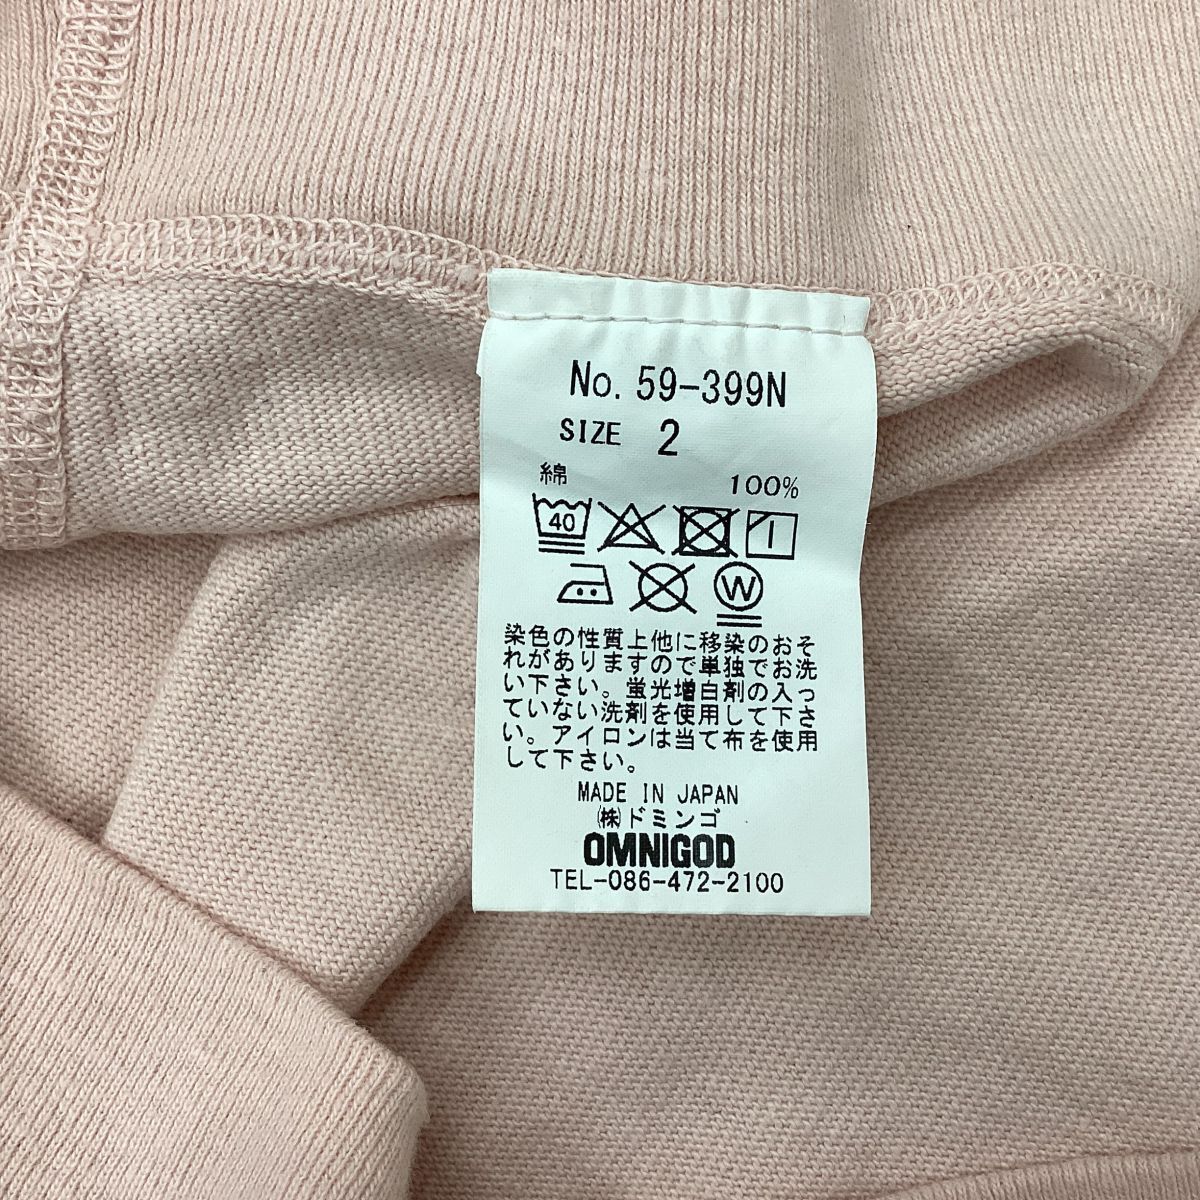 No. 59-399N
SIZE 2
綿 100%
40
W
染色の性質上他に移染のおそ
れがありますので単独でお洗
い下さい。蛍光増白剤の入っ
ていない洗剤を使用して下さ
い。アイロンは当て布を使用
して下さい。
MADE IN JAPAN
㈱ドミンゴ
OMNIGOD
TEL-086-472-2100